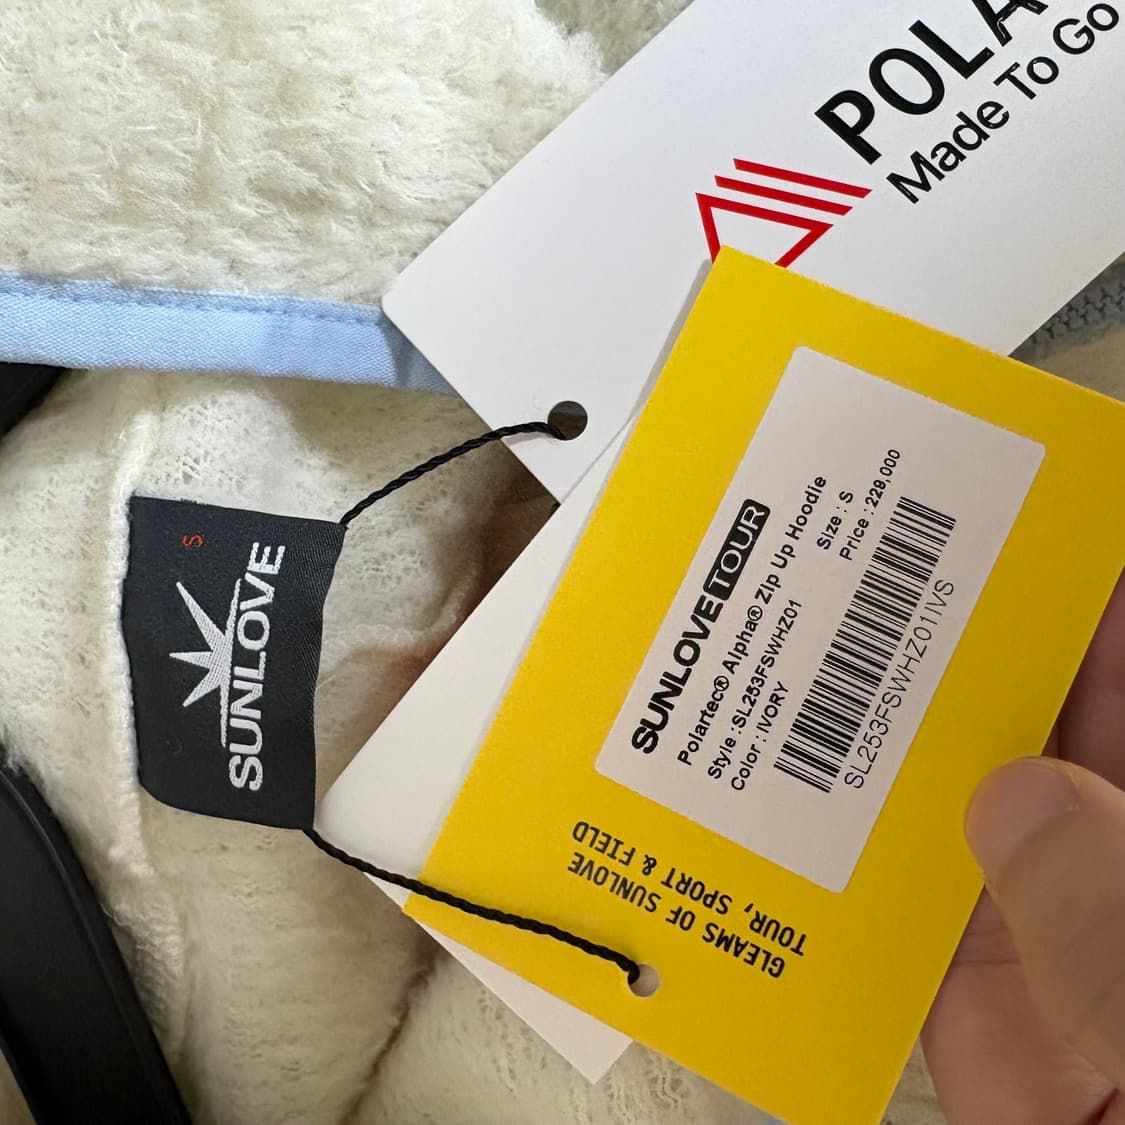 POLA
Made To Go
S
SUNLOVE
SUNLOVE TOUR
Polartec® Alpha® Zip Up Hoodie
Style :SL253FSWHZ01 Size : S
Color : IVORY Price : 229,000
SL253FSWHZ01IVS
GLEAMS OF SUNLOVE
TOUR, SPORT & FIELD